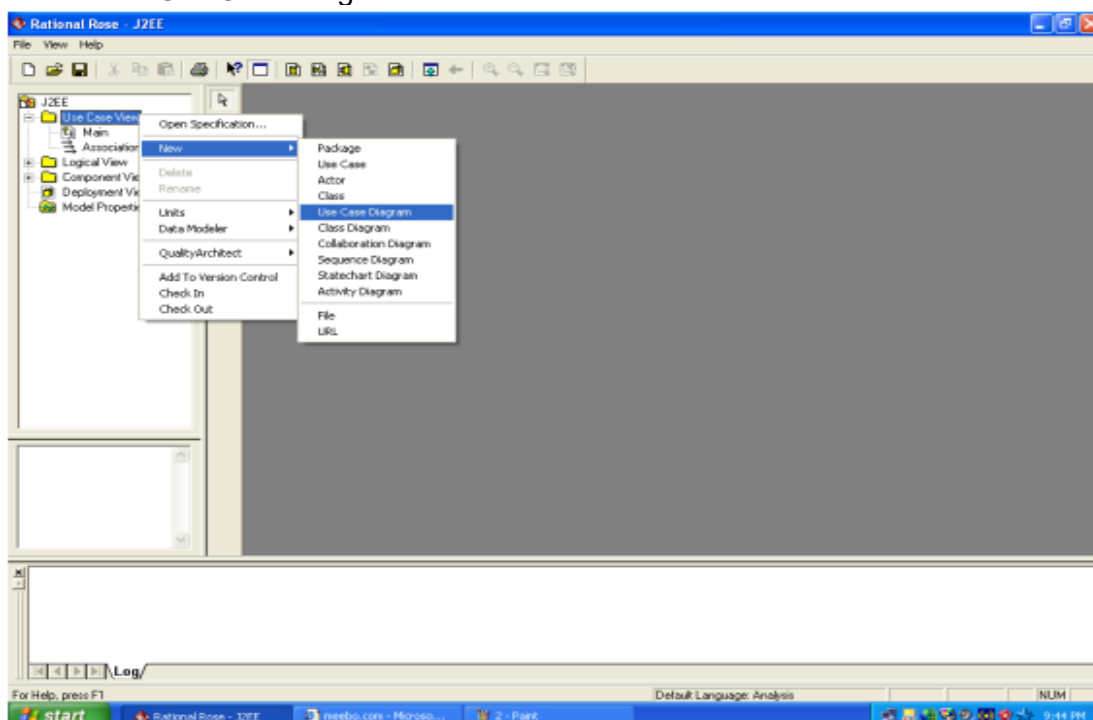 Rational Rose - J2EE
File View Help
J2EE
Use Case View
Main
Association
Logical View
Component Vie
Deployment Vi
Model Properti
Open Specification...
New
Delete
Rename
Units
Data Modeler
QualityArchitect
Add To Version Control
Check In
Check Out
Package
Use Case
Actor
Class
Use Case Diagram
Class Diagram
Collaboration Diagram
Sequence Diagram
Statechart Diagram
Activity Diagram
File
URL
Log
For Help, press F1 Default Language: Analysis NUM
start Rational Rose - J2EE meebo.com - Microso... 2 - Paint 9:44 PM